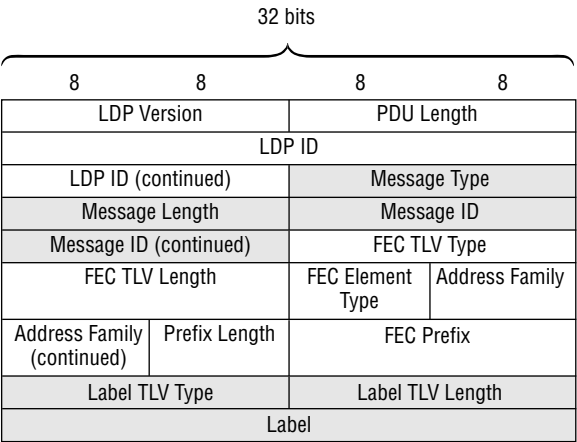 32 bits
8 8 8 8
LDP Version PDU Length
LDP ID
LDP ID (continued) Message Type
Message Length Message ID
Message ID (continued) FEC TLV Type
FEC TLV Length FEC Element Type Address Family
Address Family (continued) Prefix Length FEC Prefix
Label TLV Type Label TLV Length
Label